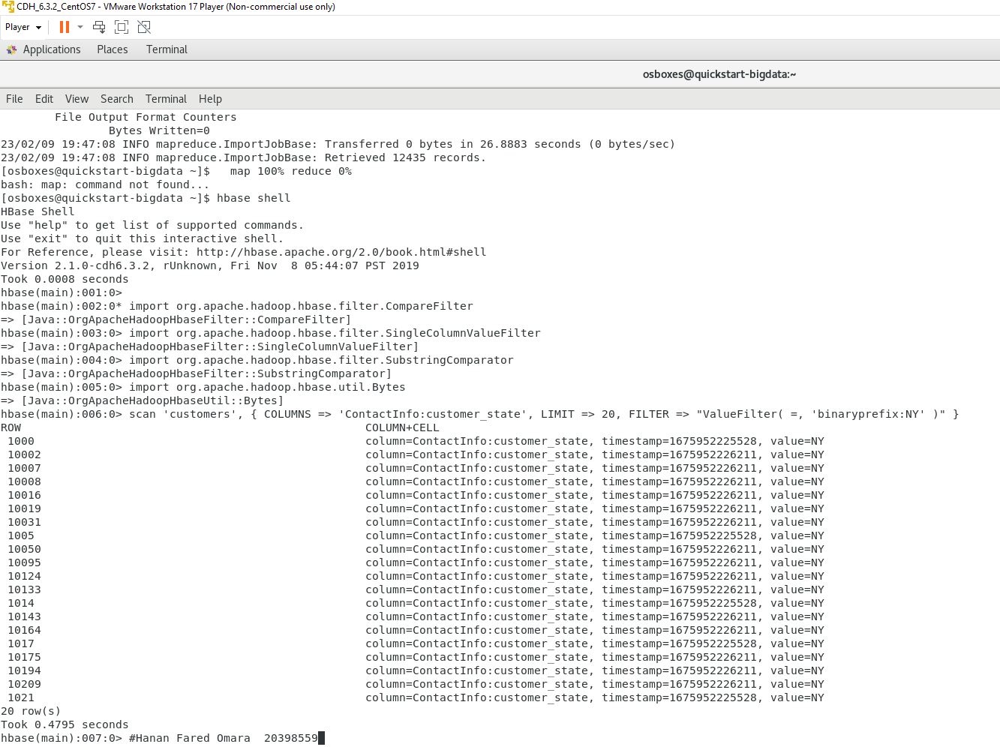 CDH_6.3.2_CentOS7 - VMware Workstation 17 Player (Non-commercial use only)
Player
Applications Places Terminal
osboxes@quickstart-bigdata:~
File Edit View Search Terminal Help
File Output Format Counters
Bytes Written=0
23/02/09 19:47:08 INFO mapreduce.ImportJobBase: Transferred 0 bytes in 26.8883 seconds (0 bytes/sec)
23/02/09 19:47:08 INFO mapreduce.ImportJobBase: Retrieved 12435 records.
[osboxes@quickstart-bigdata ~]$   map 100% reduce 0%
bash: map: command not found...
[osboxes@quickstart-bigdata ~]$ hbase shell
HBase Shell
Use "help" to get list of supported commands.
Use "exit" to quit this interactive shell.
For Reference, please visit: http://hbase.apache.org/2.0/book.html#shell
Version 2.1.0-cdh6.3.2, rUnknown, Fri Nov  8 05:44:07 PST 2019
Took 0.0008 seconds
hbase(main):001:0>
hbase(main):002:0* import org.apache.hadoop.hbase.filter.CompareFilter
=> [Java::OrgApacheHadoopHbaseFilter::CompareFilter]
hbase(main):003:0> import org.apache.hadoop.hbase.filter.SingleColumnValueFilter
=> [Java::OrgApacheHadoopHbaseFilter::SingleColumnValueFilter]
hbase(main):004:0> import org.apache.hadoop.hbase.filter.SubstringComparator
=> [Java::OrgApacheHadoopHbaseFilter::SubstringComparator]
hbase(main):005:0> import org.apache.hadoop.hbase.util.Bytes
=> [Java::OrgApacheHadoopHbaseUtil::Bytes]
hbase(main):006:0> scan 'customers', { COLUMNS => 'ContactInfo:customer_state', LIMIT => 20, FILTER => "ValueFilter( =, 'binaryprefix:NY' )" }
ROW COLUMN+CELL
1000 column=ContactInfo:customer_state, timestamp=1675952225528, value=NY
10002 column=ContactInfo:customer_state, timestamp=1675952226211, value=NY
10007 column=ContactInfo:customer_state, timestamp=1675952226211, value=NY
10008 column=ContactInfo:customer_state, timestamp=1675952226211, value=NY
10016 column=ContactInfo:customer_state, timestamp=1675952226211, value=NY
10019 column=ContactInfo:customer_state, timestamp=1675952226211, value=NY
10031 column=ContactInfo:customer_state, timestamp=1675952226211, value=NY
1005 column=ContactInfo:customer_state, timestamp=1675952225528, value=NY
10050 column=ContactInfo:customer_state, timestamp=1675952226211, value=NY
10095 column=ContactInfo:customer_state, timestamp=1675952226211, value=NY
10124 column=ContactInfo:customer_state, timestamp=1675952226211, value=NY
10133 column=ContactInfo:customer_state, timestamp=1675952226211, value=NY
1014 column=ContactInfo:customer_state, timestamp=1675952225528, value=NY
10143 column=ContactInfo:customer_state, timestamp=1675952226211, value=NY
10164 column=ContactInfo:customer_state, timestamp=1675952226211, value=NY
1017 column=ContactInfo:customer_state, timestamp=1675952225528, value=NY
10175 column=ContactInfo:customer_state, timestamp=1675952226211, value=NY
10194 column=ContactInfo:customer_state, timestamp=1675952226211, value=NY
10209 column=ContactInfo:customer_state, timestamp=1675952226211, value=NY
1021 column=ContactInfo:customer_state, timestamp=1675952225528, value=NY
20 row(s)
Took 0.4795 seconds
hbase(main):007:0> #Hanan Fared Omara  20398559